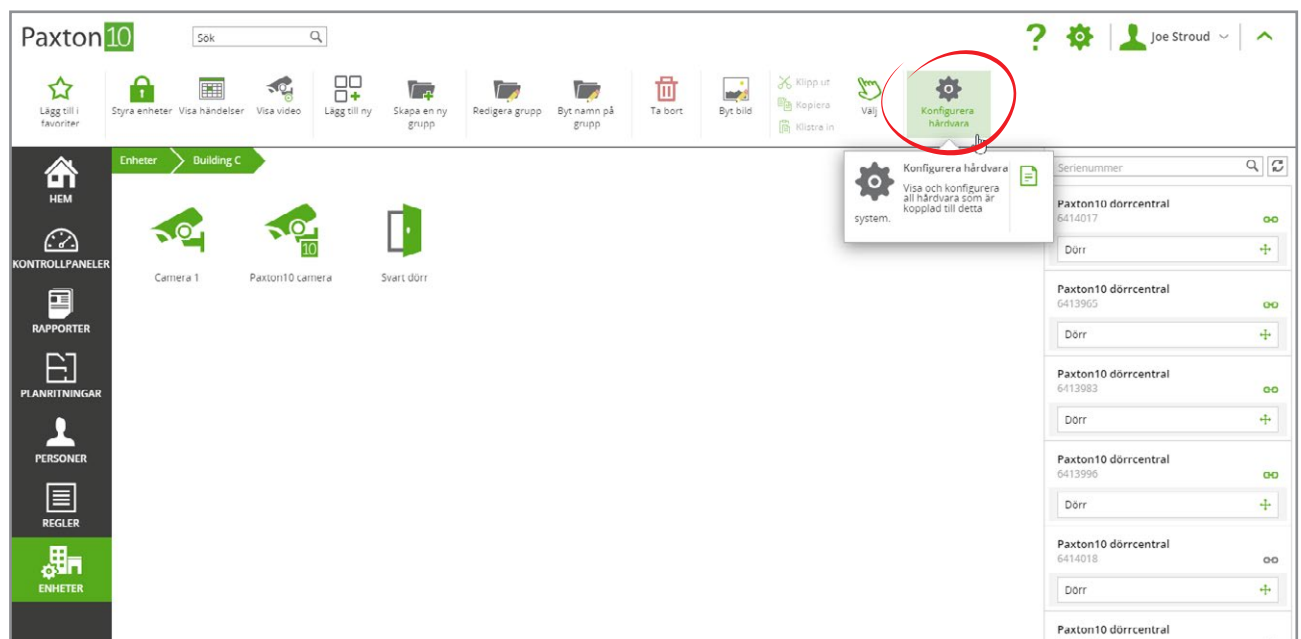 Paxton10
Sök
Joe Stroud
Lägg till i
favoriter
Styra enheter
Visa händelser
Visa video
Lägg till ny
Skapa en ny
grupp
Redigera grupp
Byt namn på
grupp
Ta bort
Byt bild
Klipp ut
Kopiera
Klistra in
Välj
Konfigurera
hårdvara
HEM
KONTROLLPANELER
RAPPORTER
PLANRITNINGAR
PERSONER
REGLER
ENHETER
Enheter
Building C
Camera 1
10
Paxton10 camera
Svart dörr
Konfigurera hårdvara
Visa och konfigurera
all hårdvara som är
kopplad till detta
system.
Serienummer
Paxton10 dörrcentral
6414017
Dörr
Paxton10 dörrcentral
6413965
Dörr
Paxton10 dörrcentral
6413983
Dörr
Paxton10 dörrcentral
6413996
Dörr
Paxton10 dörrcentral
6414018
Dörr
Paxton10 dörrcentral